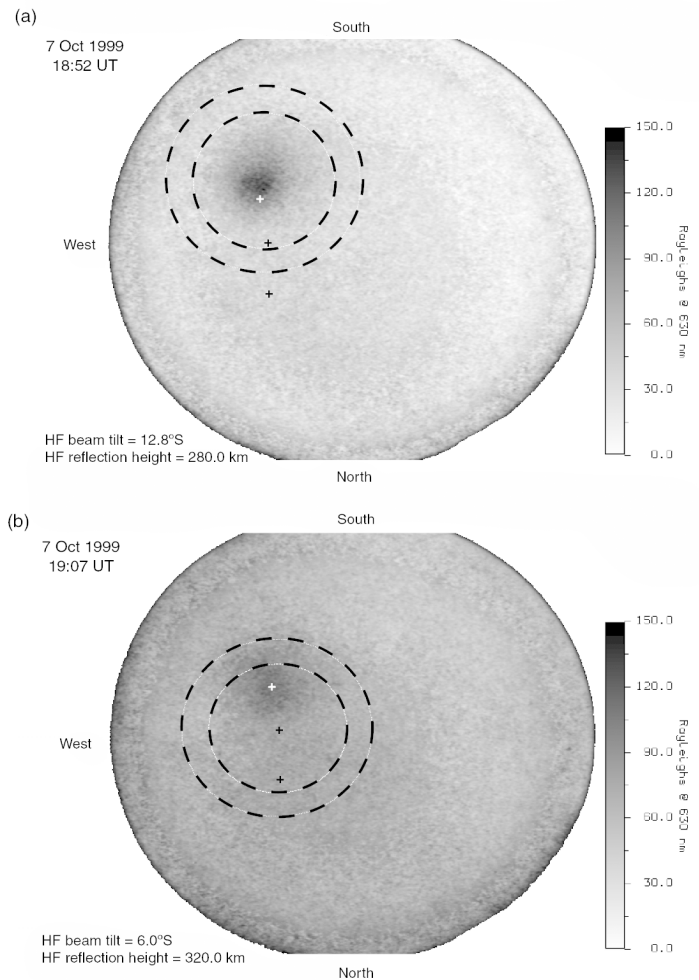 (a)
South
7 Oct 1999
18:52 UT
150.0
120.0
90.0
60.0
30.0
0.0
Rayleighs @ 630 nm
West
HF beam tilt = 12.8°S
HF reflection height = 280.0 km
North
(b)
South
7 Oct 1999
19:07 UT
150.0
120.0
90.0
60.0
30.0
0.0
Rayleighs @ 630 nm
West
HF beam tilt = 6.0°S
HF reflection height = 320.0 km
North